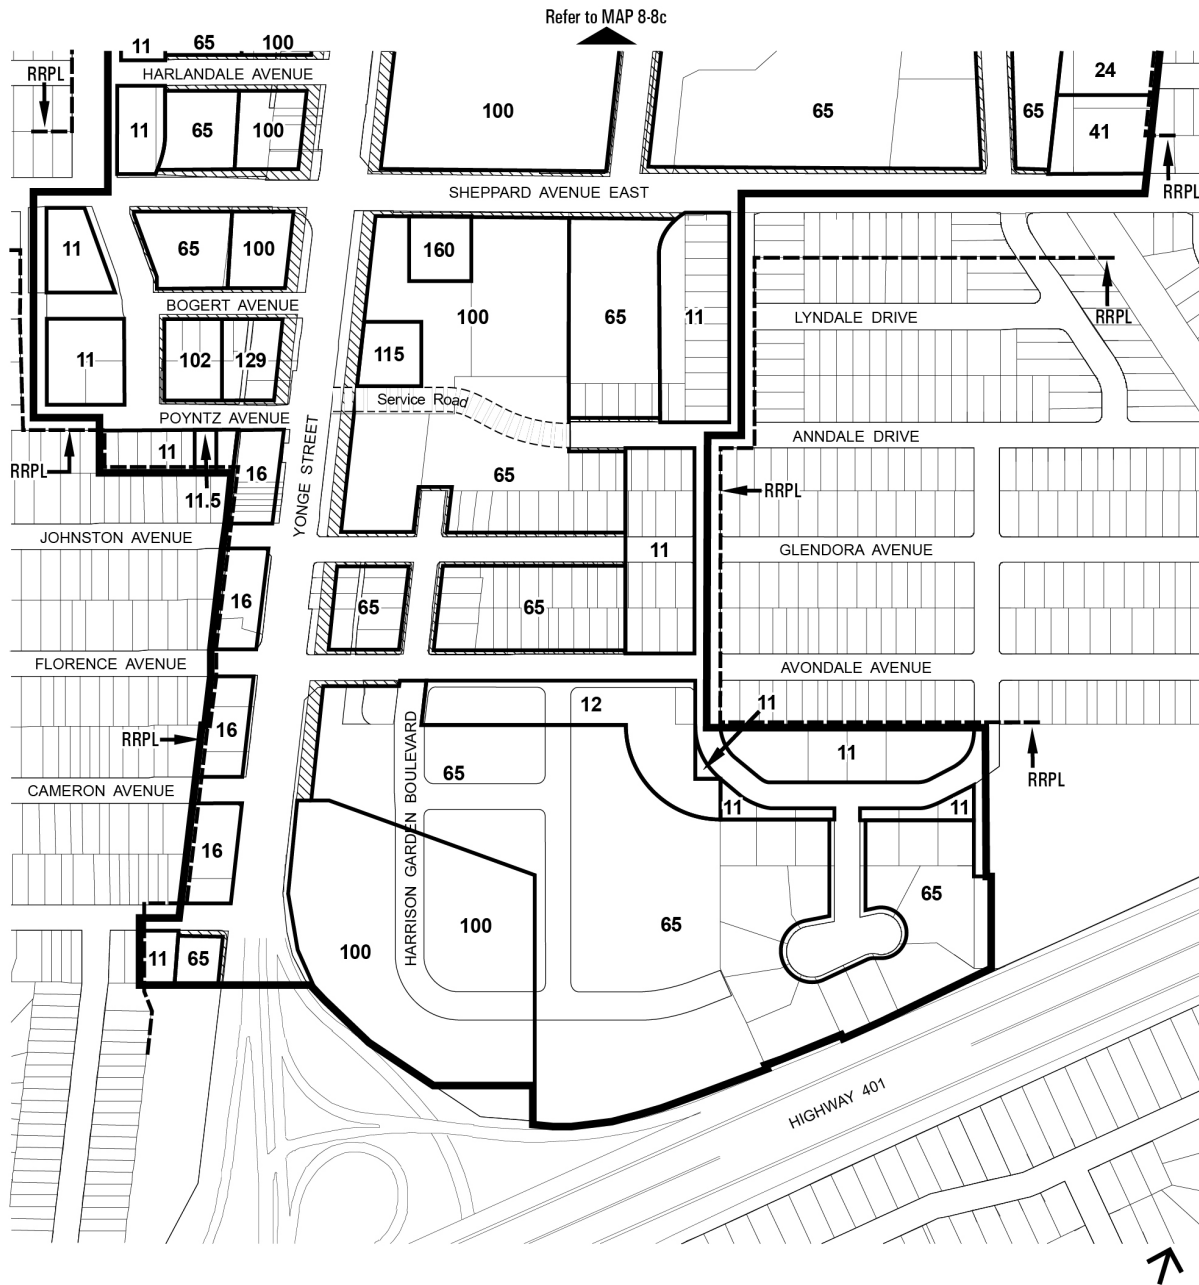 Refer to MAP 8-8c
11 65 100
HARLANDALE AVENUE
RRPL
24
11 65 100
100 65 65 41
SHEPPARD AVENUE EAST
RRPL
11 65 100
160
BOGERT AVENUE
100 65 11
LYNDALE DRIVE
RRPL
11 102 129
115
Service Road
POYNTZ AVENUE
YONGE STREET
ANNDALE DRIVE
11
RRPL
16
65
RRPL
11.5
JOHNSTON AVENUE
11
GLENDORA AVENUE
16
65 65
FLORENCE AVENUE
AVONDALE AVENUE
12
11
RRPL
16
11
RRPL
HARRISON GARDEN BOULEVARD
65
CAMERON AVENUE
11 11
16
65
100 100 65
11 65
HIGHWAY 401